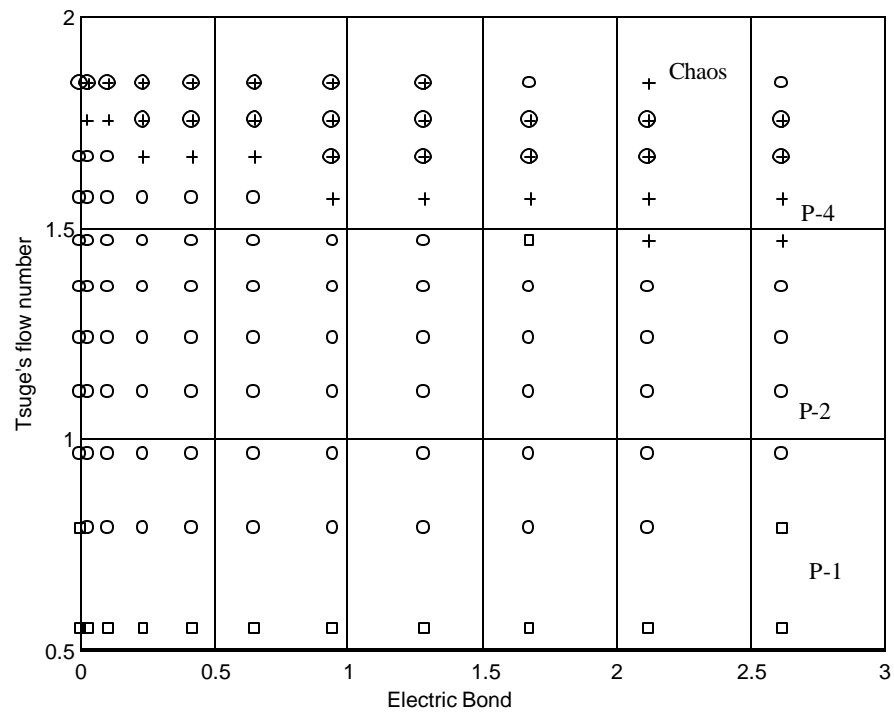 2
Chaos
P-4
1.5
Tsuge's flow number
P-2
1
P-1
0.5
0 0.5 1 1.5 2 2.5 3
Electric Bond